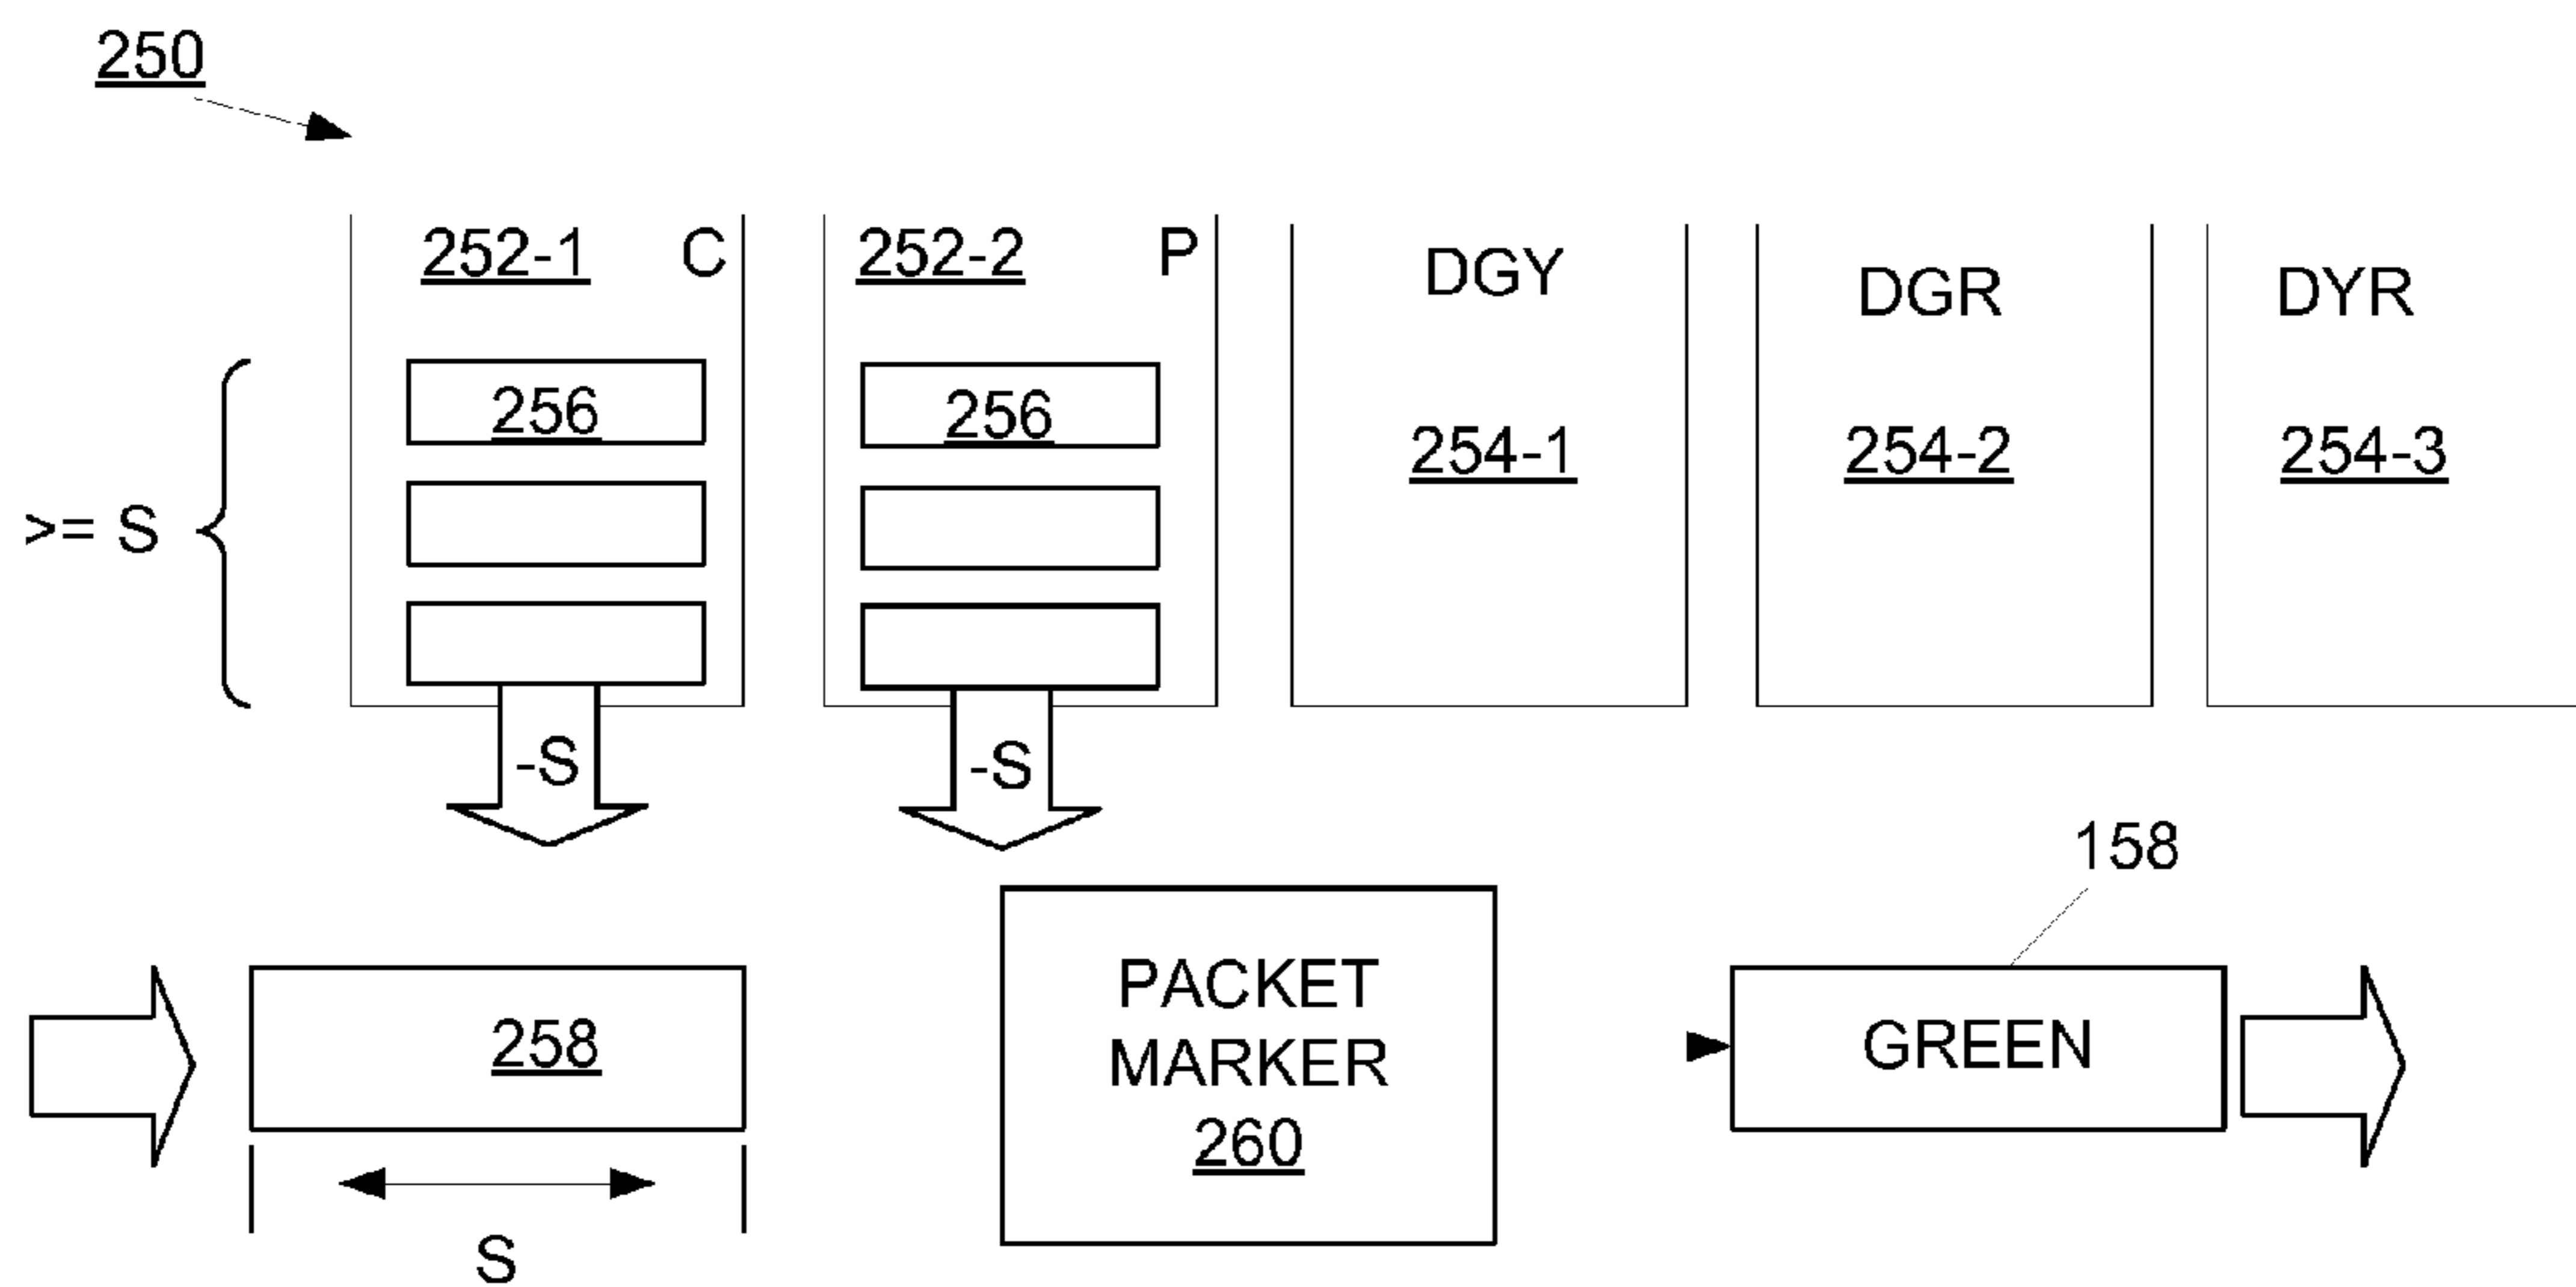 250
252-1 C
252-2 P
DGY
DGR
DYR
256
256
254-1
254-2
254-3
>= S
-S
-S
158
258
PACKET
MARKER
260
GREEN
S